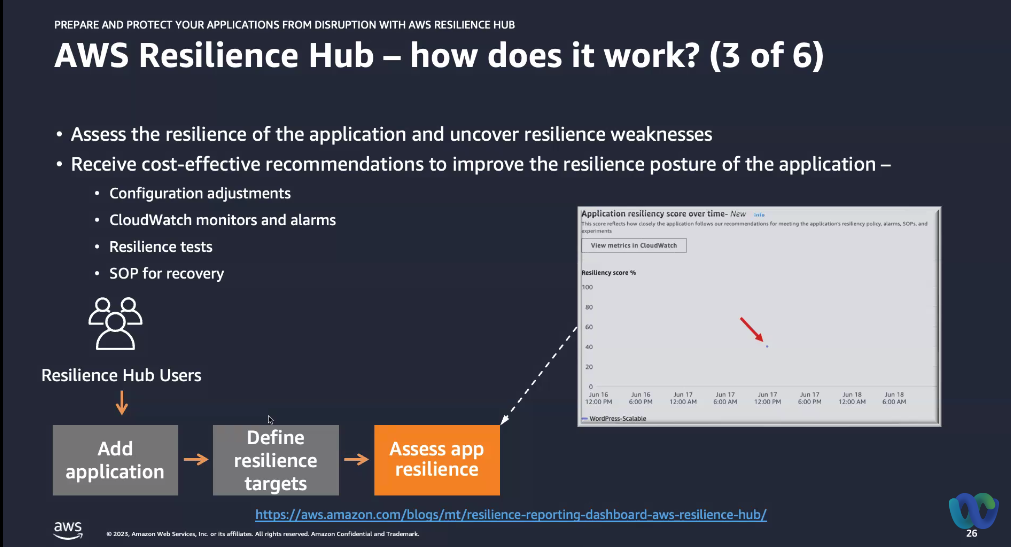 PREPARE AND PROTECT YOUR APPLICATIONS FROM DISRUPTION WITH AWS RESILIENCE HUB
AWS Resilience Hub – how does it work? (3 of 6)
• Assess the resilience of the application and uncover resilience weaknesses
• Receive cost-effective recommendations to improve the resilience posture of the application –
• Configuration adjustments
• CloudWatch monitors and alarms
• Resilience tests
• SOP for recovery
Resilience Hub Users
Add
application
Define
resilience
targets
Assess app
resilience
Application resiliency score over time- New Info
This score reflects how closely the application follows our recommendations for meeting the application's resiliency policy, alarms, SOPs, and
experiments
View metrics in CloudWatch
Resiliency score %
100
80
60
40
20
0
Jun 16 Jun 16 Jun 17 Jun 17 Jun 17 Jun 17 Jun 18 Jun 18
12:00 PM 6:00 PM 12:00 AM 6:00 AM 12:00 PM 6:00 PM 12:00 AM 6:00 AM
WordPress-Scalable
https://aws.amazon.com/blogs/mt/resilience-reporting-dashboard-aws-resilience-hub/
aws
© 2023, Amazon Web Services, Inc. or its affiliates. All rights reserved. Amazon Confidential and Trademark.
26